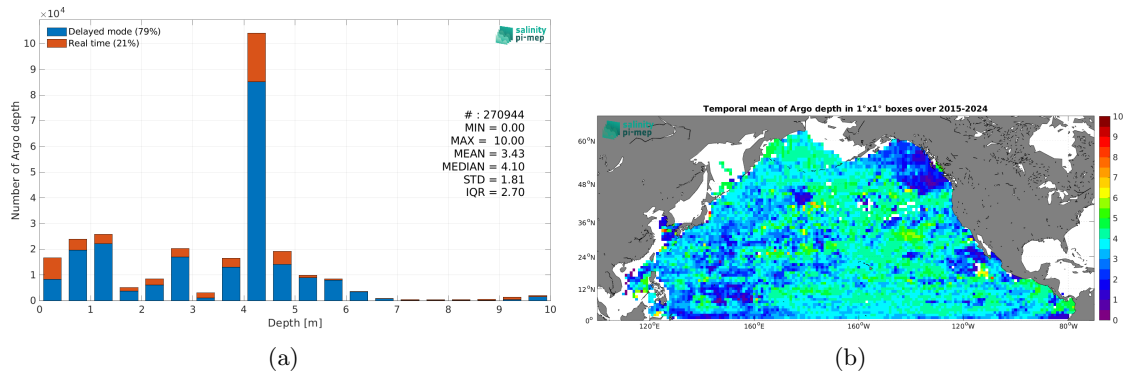 ×10⁴
Delayed mode (79%)
Real time (21%)
salinity
pi-mep
# : 270944
MIN = 0.00
MAX = 10.00
MEAN = 3.43
MEDIAN = 4.10
STD = 1.81
IQR = 2.70
Number of Argo depth
10
9
8
7
6
5
4
3
2
1
0
0 1 2 3 4 5 6 7 8 9 10
Depth [m]
(a)
Temporal mean of Argo depth in 1°x1° boxes over 2015-2024
salinity
pi-mep
60°N
48°N
36°N
24°N
12°N
0°
120°E 160°E 160°W 120°W 80°W
10
9
8
7
6
5
4
3
2
1
0
(b)